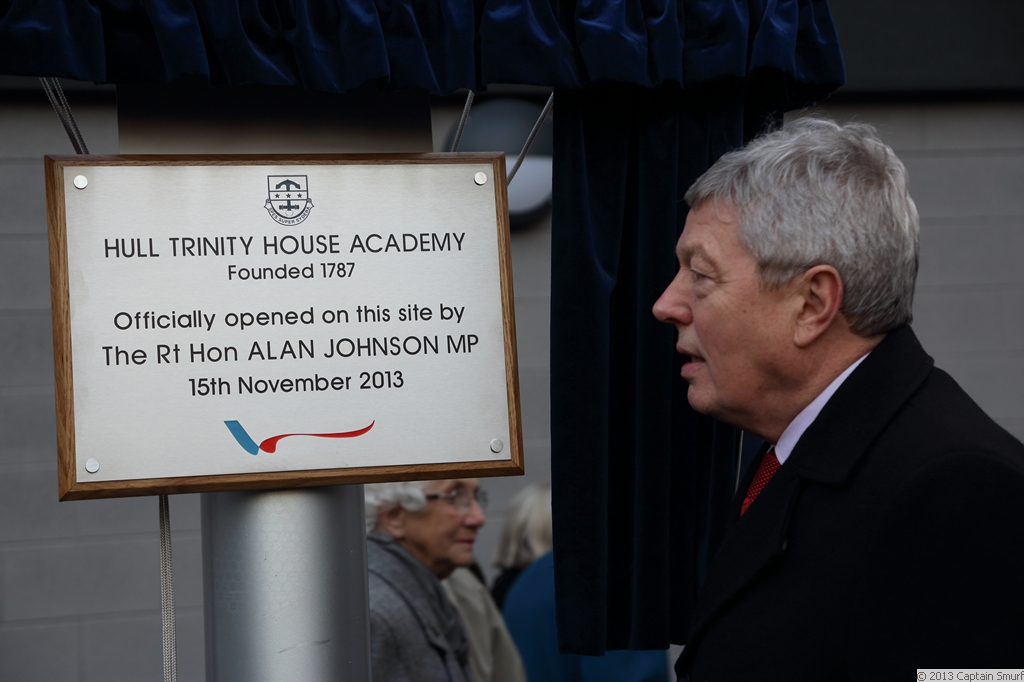 HULL TRINITY HOUSE ACADEMY
Founded 1787
Officially opened on this site by
The Rt Hon ALAN JOHNSON MP
15th November 2013
© 2013 Captain Smurf